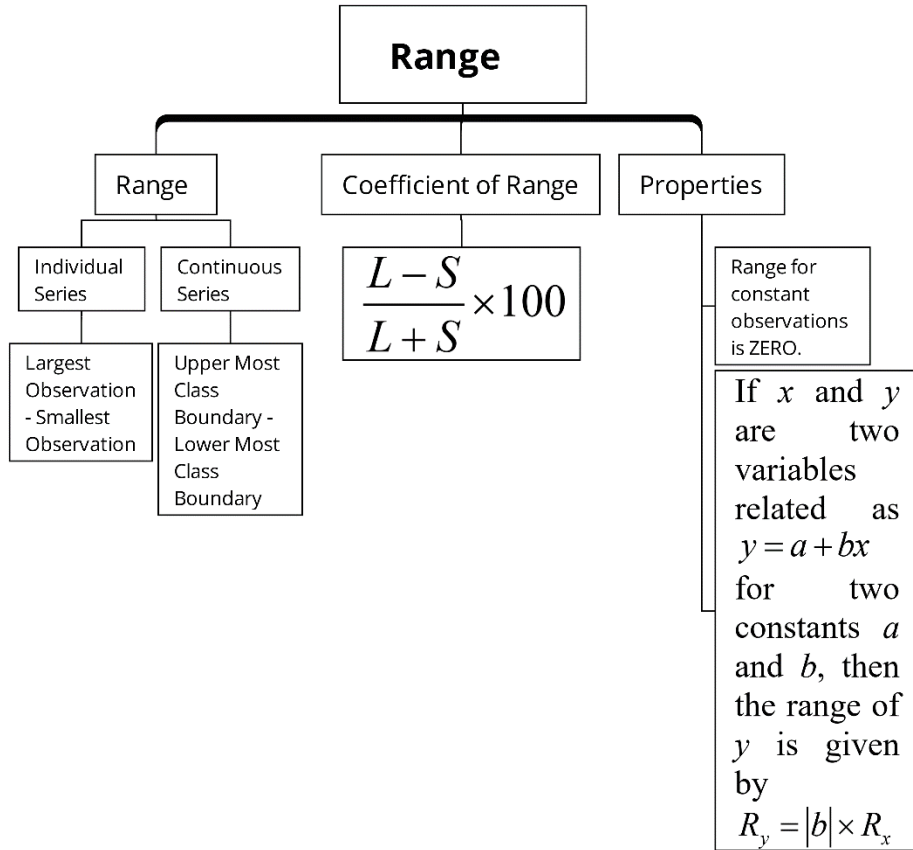 Range
Range
Coefficient of Range
Properties
Individual
Series
Continuous
Series
Largest
Observation
- Smallest
Observation
Upper Most
Class
Boundary -
Lower Most
Class
Boundary
L − S
L + S
×100
Range for
constant
observations
is ZERO.
If x and y
are two
variables
related as
y = a + bx
for two
constants a
and b, then
the range of
y is given
by
R_y = |b| × R_x